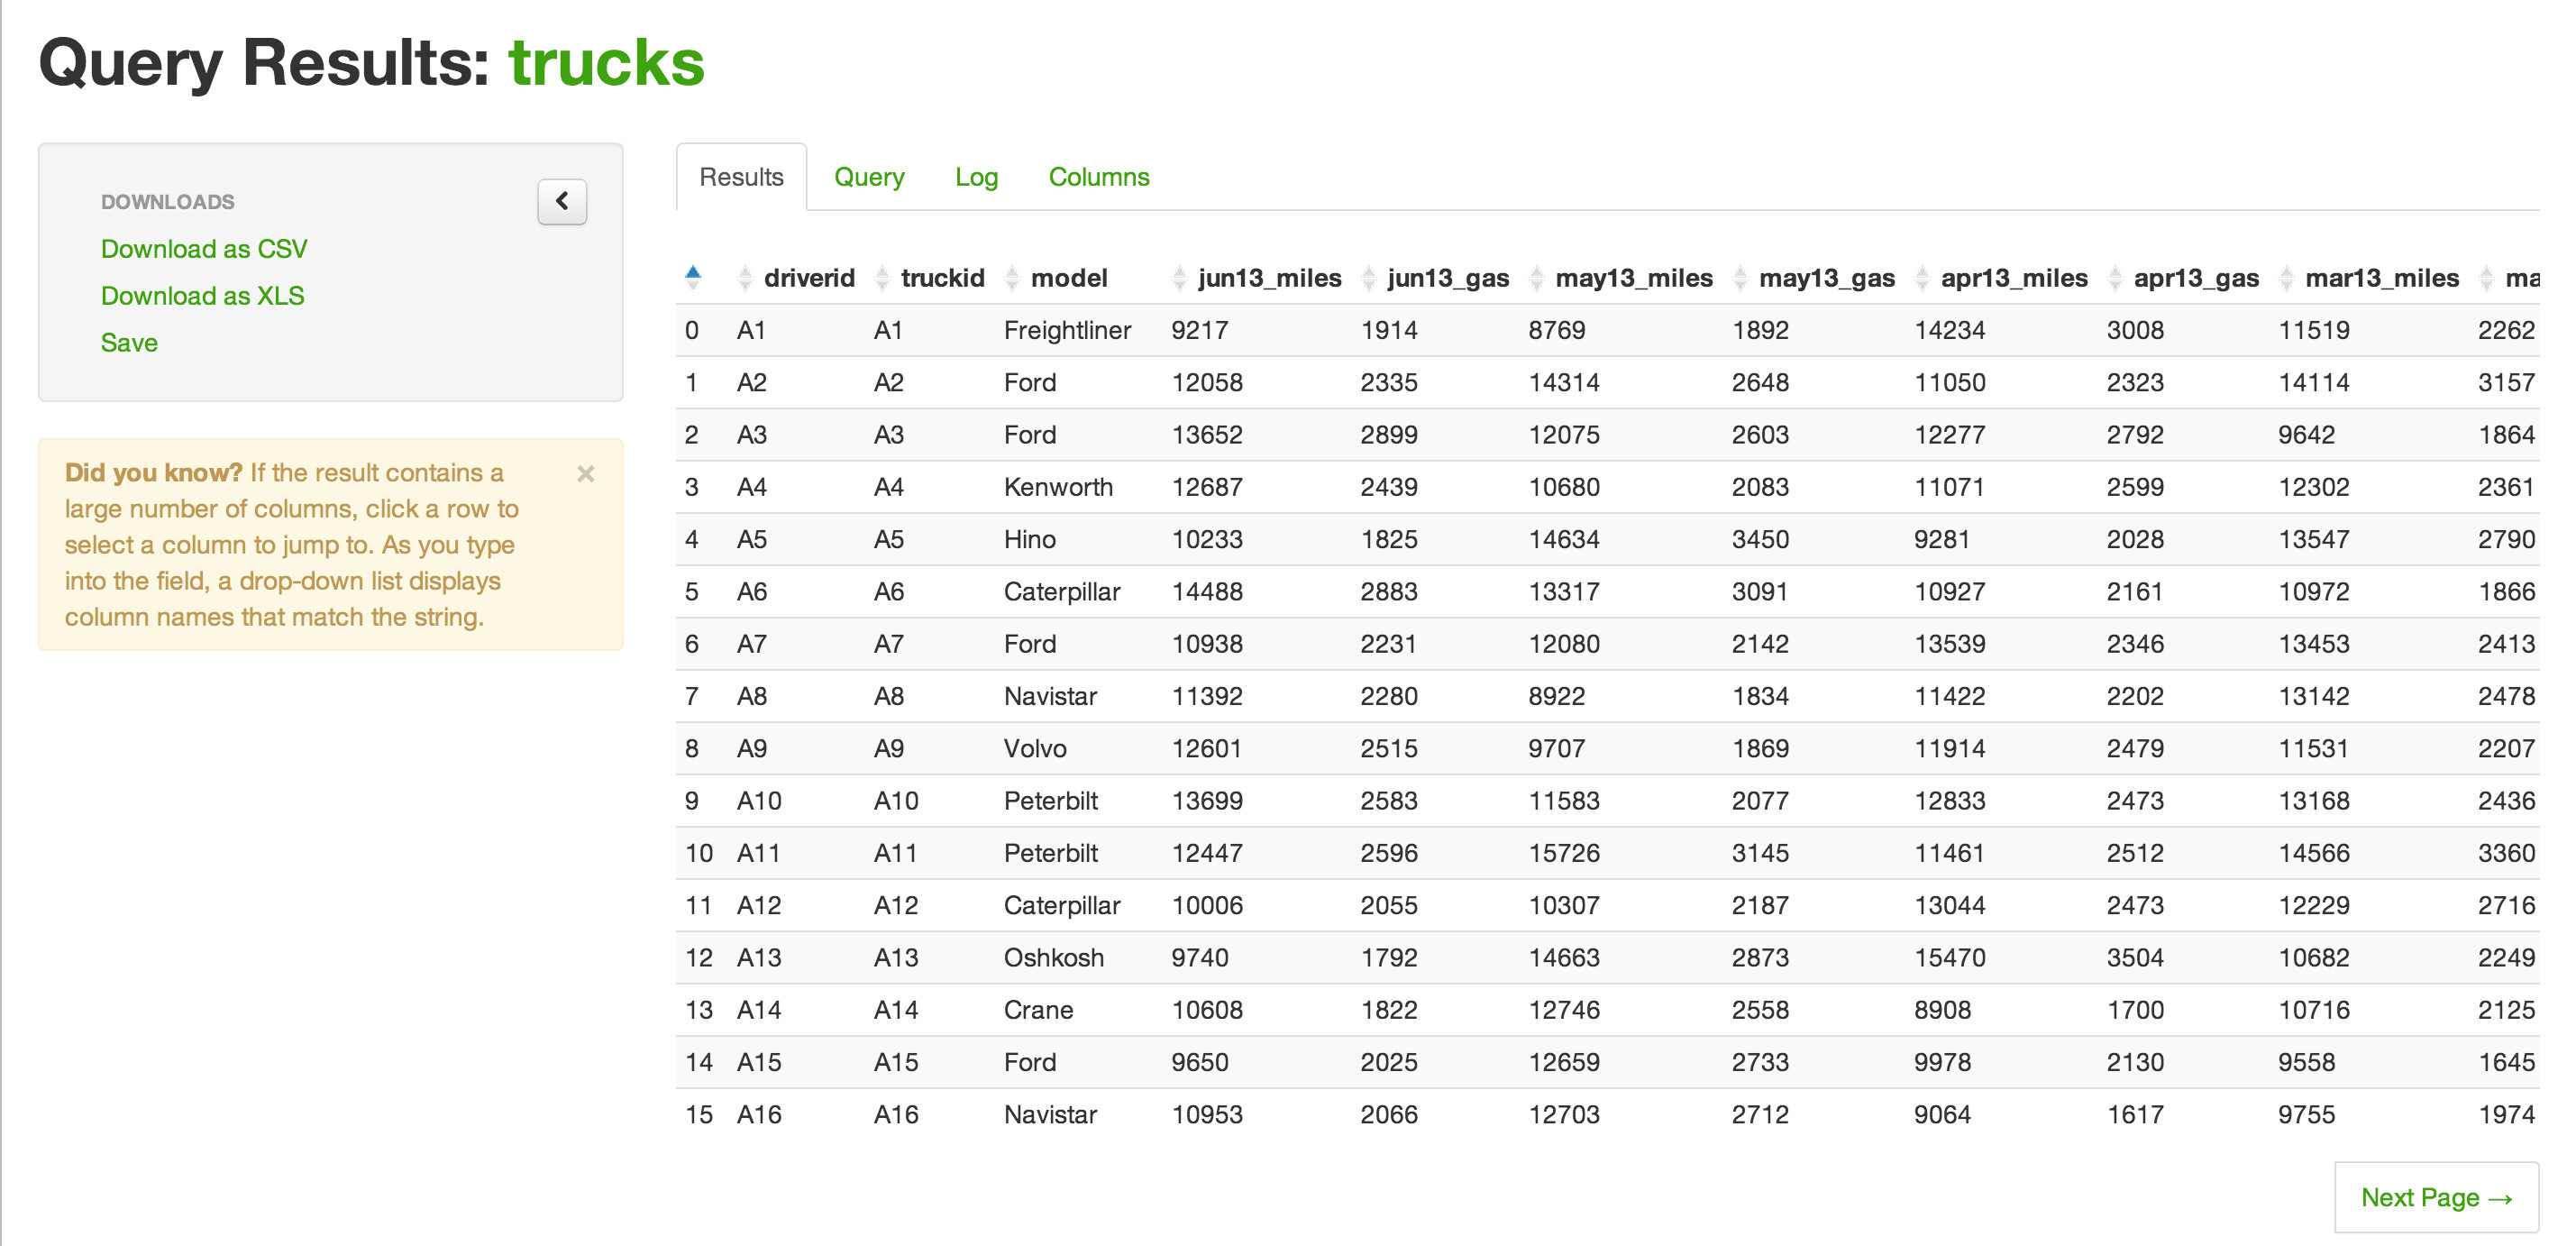 Query Results: trucks
DOWNLOADS
Download as CSV
Download as XLS
Save
Did you know? If the result contains a
large number of columns, click a row to
select a column to jump to. As you type
into the field, a drop-down list displays
column names that match the string.
Results Query Log Columns
driverid truckid model jun13_miles jun13_gas may13_miles may13_gas apr13_miles apr13_gas mar13_miles ma
0 A1 A1 Freightliner 9217 1914 8769 1892 14234 3008 11519 2262
1 A2 A2 Ford 12058 2335 14314 2648 11050 2323 14114 3157
2 A3 A3 Ford 13652 2899 12075 2603 12277 2792 9642 1864
3 A4 A4 Kenworth 12687 2439 10680 2083 11071 2599 12302 2361
4 A5 A5 Hino 10233 1825 14634 3450 9281 2028 13547 2790
5 A6 A6 Caterpillar 14488 2883 13317 3091 10927 2161 10972 1866
6 A7 A7 Ford 10938 2231 12080 2142 13539 2346 13453 2413
7 A8 A8 Navistar 11392 2280 8922 1834 11422 2202 13142 2478
8 A9 A9 Volvo 12601 2515 9707 1869 11914 2479 11531 2207
9 A10 A10 Peterbilt 13699 2583 11583 2077 12833 2473 13168 2436
10 A11 A11 Peterbilt 12447 2596 15726 3145 11461 2512 14566 3360
11 A12 A12 Caterpillar 10006 2055 10307 2187 13044 2473 12229 2716
12 A13 A13 Oshkosh 9740 1792 14663 2873 15470 3504 10682 2249
13 A14 A14 Crane 10608 1822 12746 2558 8908 1700 10716 2125
14 A15 A15 Ford 9650 2025 12659 2733 9978 2130 9558 1645
15 A16 A16 Navistar 10953 2066 12703 2712 9064 1617 9755 1974
Next Page →